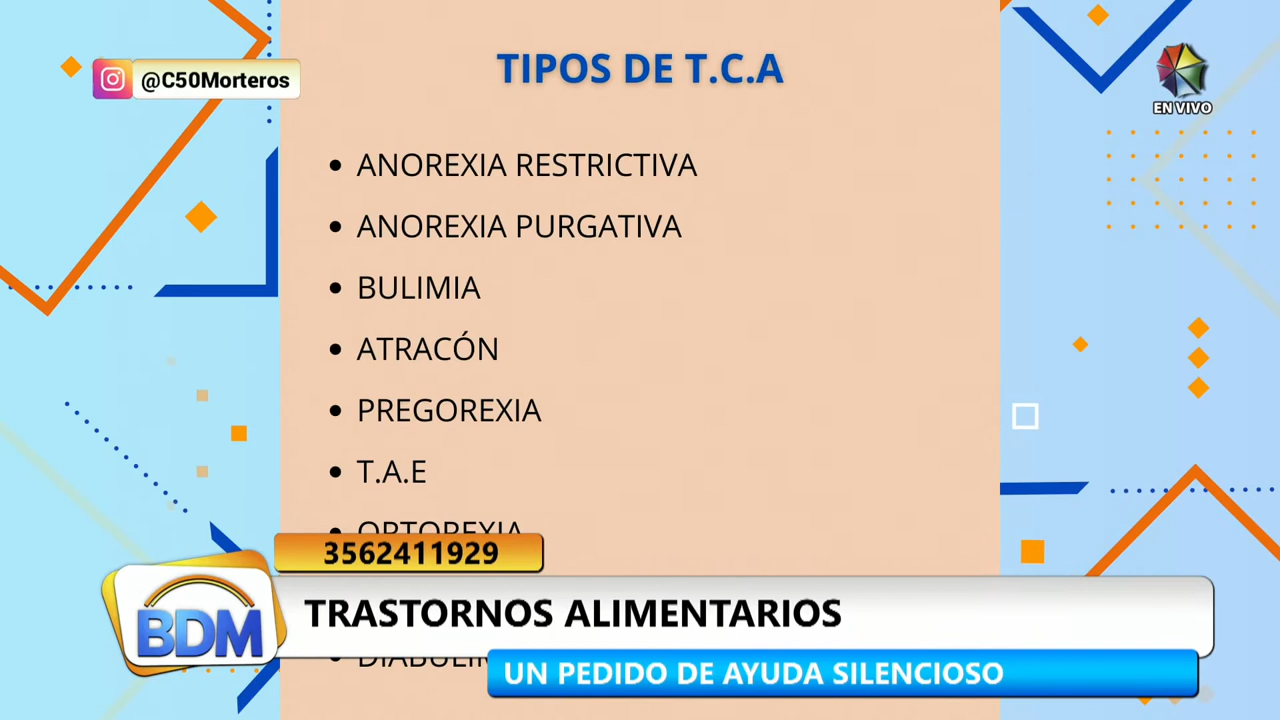 TIPOS DE T.C.A
@C50Morteros
EN VIVO
• ANOREXIA RESTRICTIVA
• ANOREXIA PURGATIVA
• BULIMIA
• ATRACÓN
• PREGOREXIA
• T.A.E
• ORTOREXIA
3562411929
BDM
TRASTORNOS ALIMENTARIOS
UN PEDIDO DE AYUDA SILENCIOSO